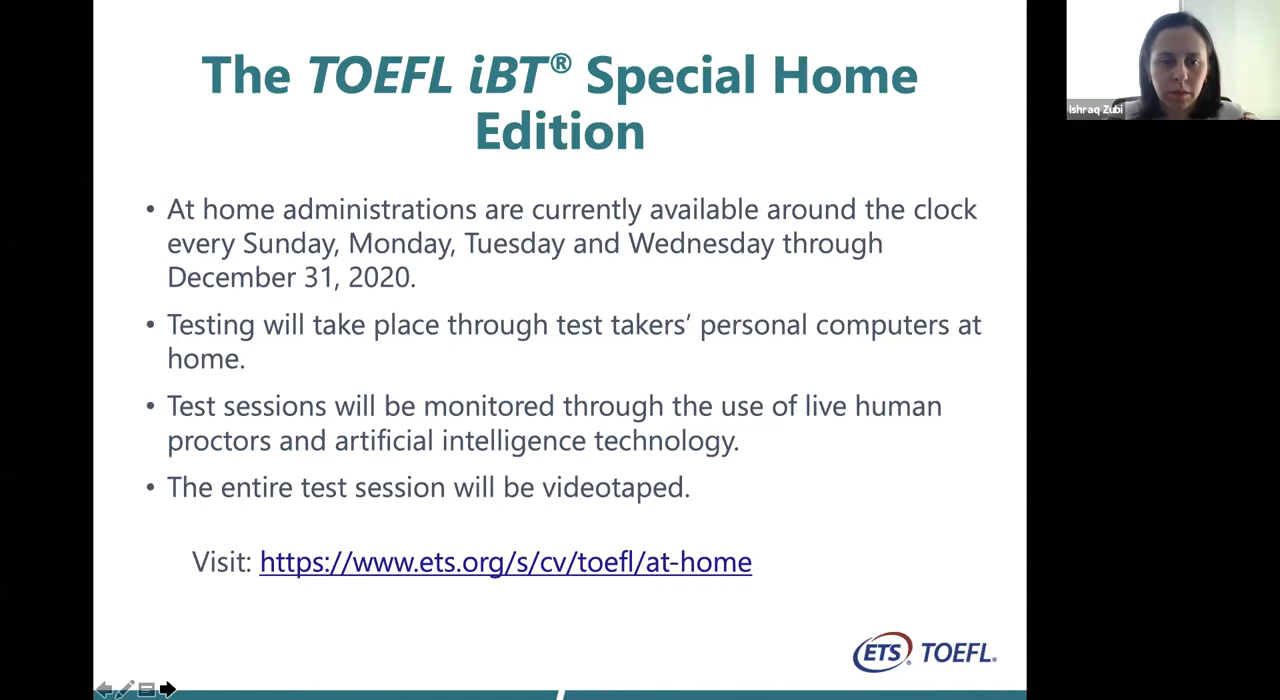 The TOEFL iBT® Special Home
Edition
• At home administrations are currently available around the clock
every Sunday, Monday, Tuesday and Wednesday through
December 31, 2020.
• Testing will take place through test takers’ personal computers at
home.
• Test sessions will be monitored through the use of live human
proctors and artificial intelligence technology.
• The entire test session will be videotaped.
Visit: https://www.ets.org/s/cv/toefl/at-home
ETS® TOEFL®
Ishraq Zubi